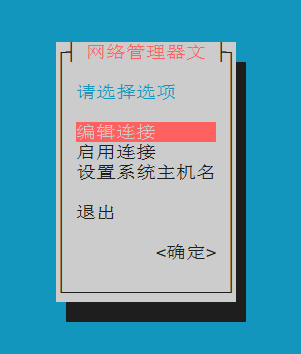 网络管理器文
请选择选项
编辑连接
启用连接
设置系统主机名
退出
<确定>